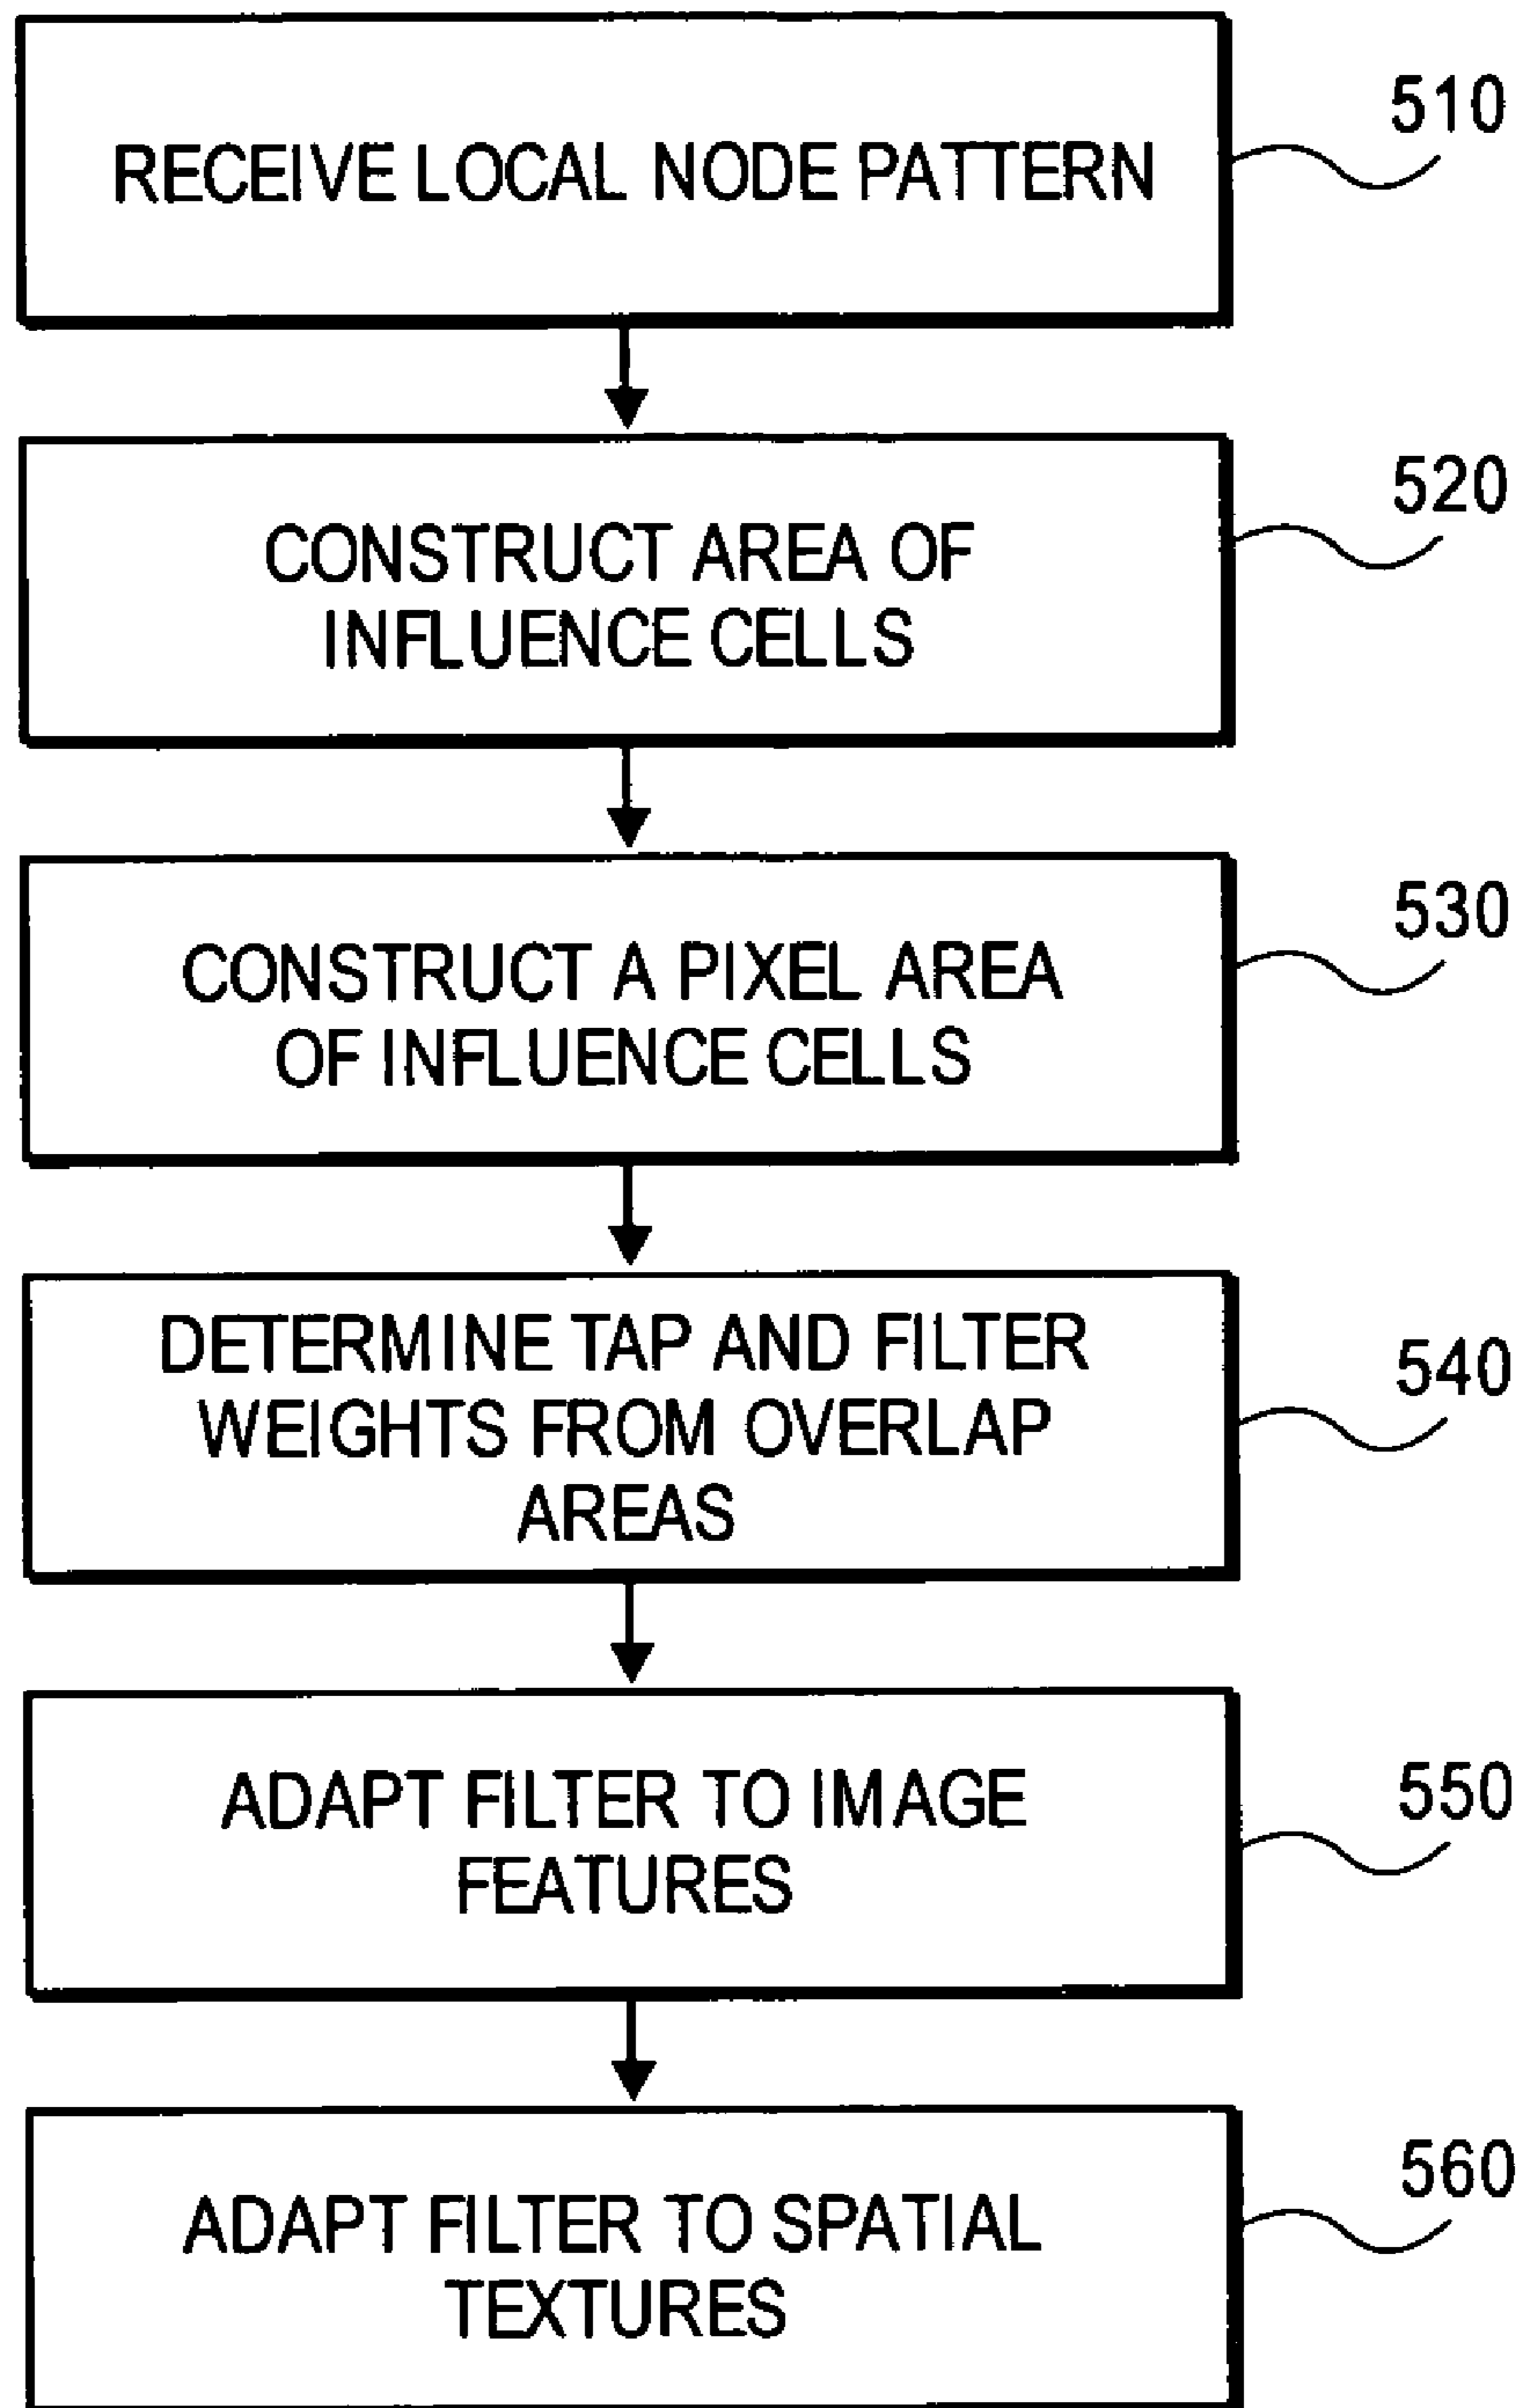 RECEIVE LOCAL NODE PATTERN
510
CONSTRUCT AREA OF
INFLUENCE CELLS
520
CONSTRUCT A PIXEL AREA
OF INFLUENCE CELLS
530
DETERMINE TAP AND FILTER
WEIGHTS FROM OVERLAP
AREAS
540
ADAPT FILTER TO IMAGE
FEATURES
550
ADAPT FILTER TO SPATIAL
TEXTURES
560